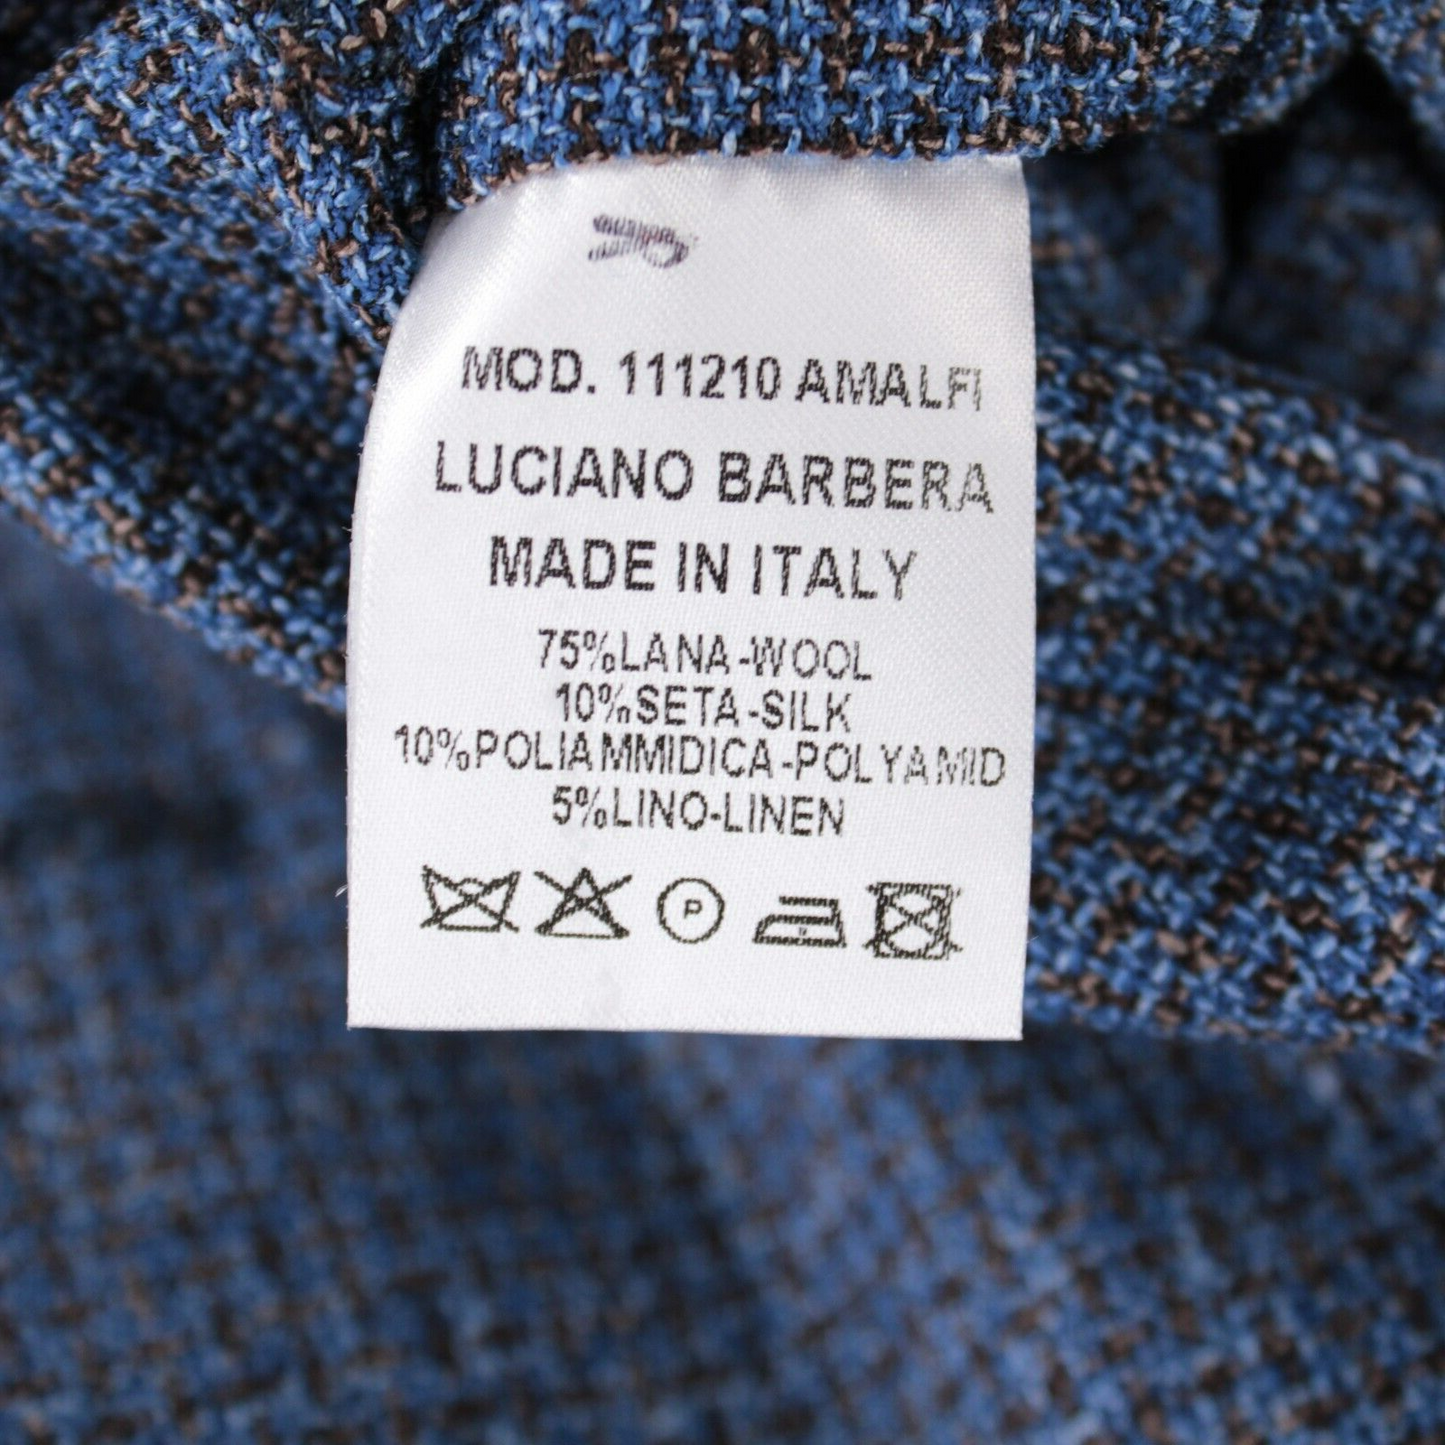 MOD. 111210 AMALFI
LUCIANO BARBERA
MADE IN ITALY
75%LANA-WOOL
10%SETA-SILK
10%POLIAMMIDICA-POLYAMID
5%LINO-LINEN
P